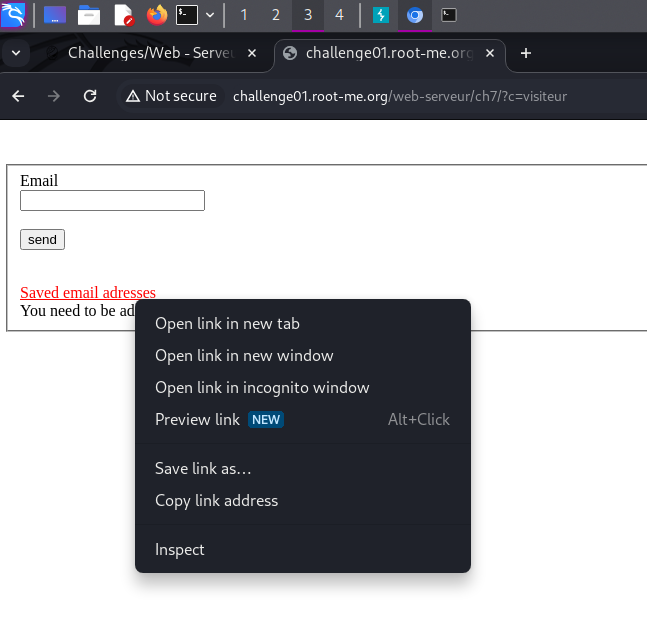 1 2 3 4
Challenges/Web - Serveu
challenge01.root-me.org
Not secure challenge01.root-me.org/web-serveur/ch7/?c=visiteur
Email
send
Saved email adresses
You need to be ad
Open link in new tab
Open link in new window
Open link in incognito window
Preview link NEW Alt+Click
Save link as...
Copy link address
Inspect